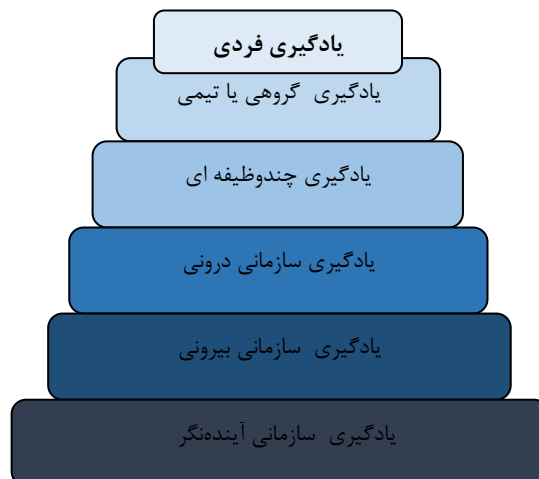 یادگیری فردی
یادگیری گروهی یا تیمی
یادگیری چندوظیفه ای
یادگیری سازمانی درونی
یادگیری سازمانی بیرونی
یادگیری سازمانی آینده‌نگر